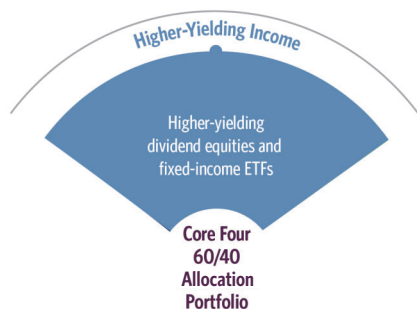 Higher-Yielding Income
Higher-yielding
dividend equities and
fixed-income ETFs
Core Four
60/40
Allocation
Portfolio